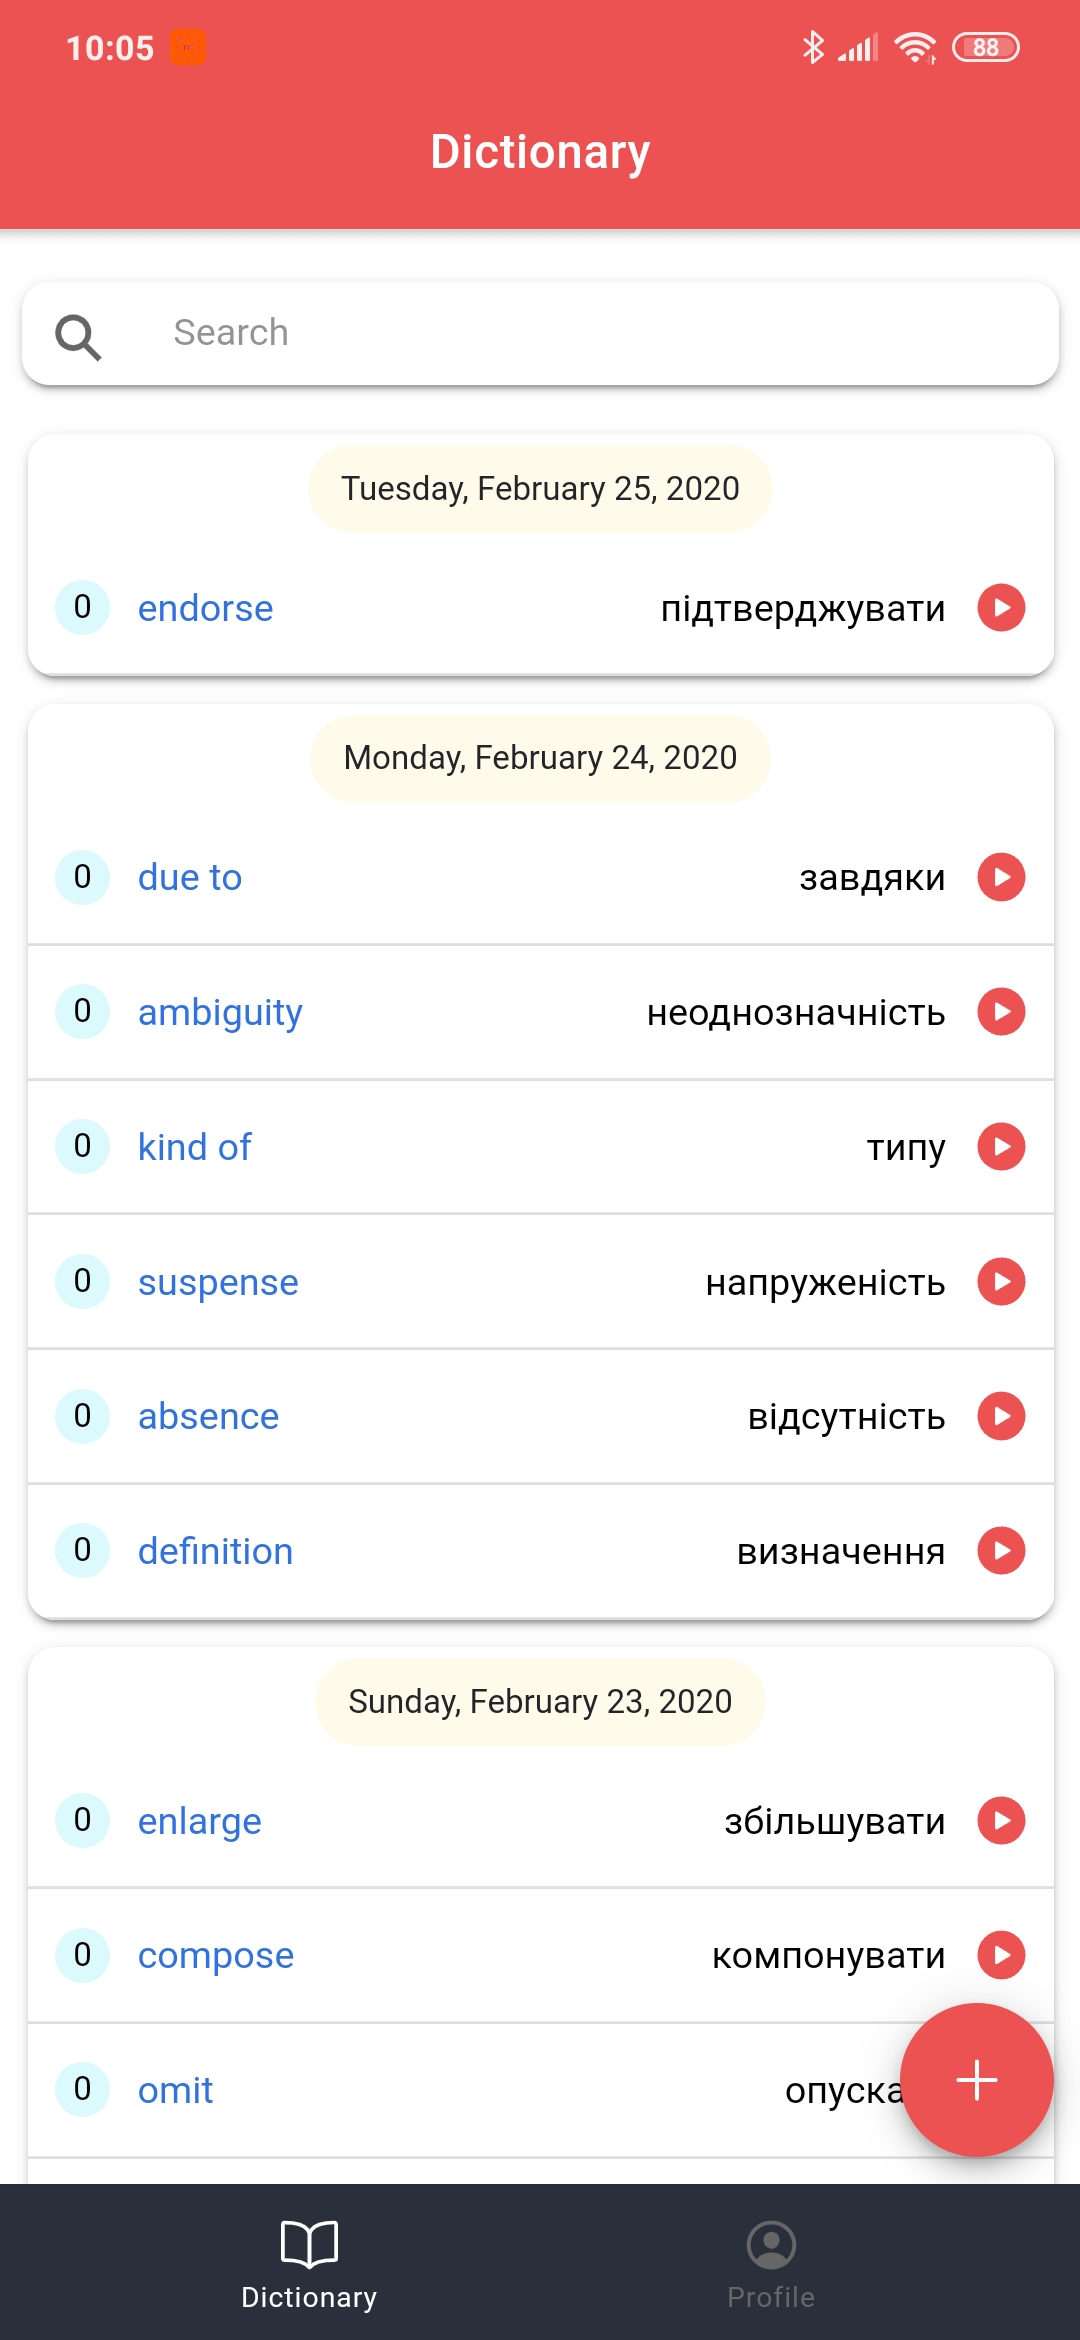 10:05 88
Dictionary
Search
Tuesday, February 25, 2020
0 endorse підтверджувати
Monday, February 24, 2020
0 due to завдяки
0 ambiguity неоднозначність
0 kind of типу
0 suspense напруженість
0 absence відсутність
0 definition визначення
Sunday, February 23, 2020
0 enlarge збільшувати
0 compose компонувати
0 omit
Dictionary Profile